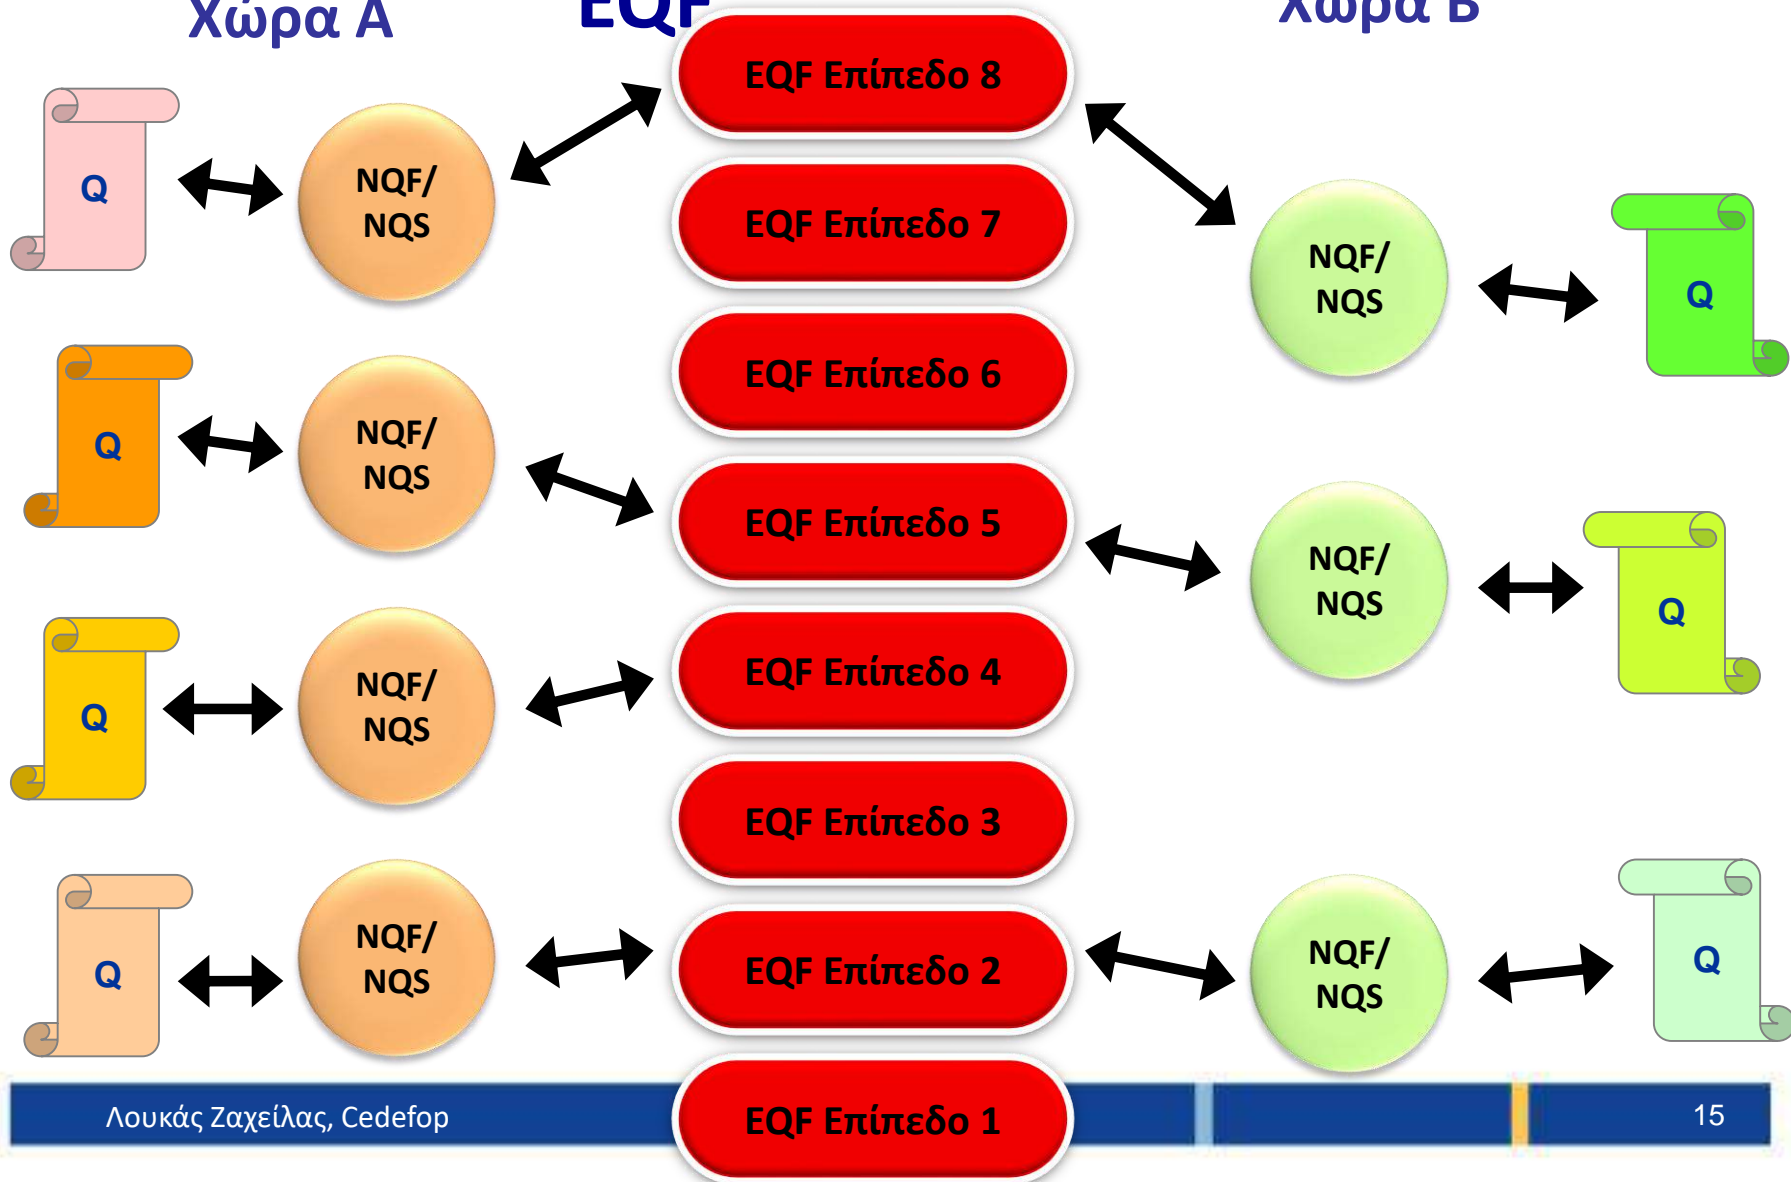 Χώρα Α
EQF
Χώρα Β
EQF Επίπεδο 8
EQF Επίπεδο 7
EQF Επίπεδο 6
EQF Επίπεδο 5
EQF Επίπεδο 4
EQF Επίπεδο 3
EQF Επίπεδο 2
EQF Επίπεδο 1
Q
NQF/
NQS
Q
NQF/
NQS
Q
NQF/
NQS
Q
NQF/
NQS
NQF/
NQS
Q
NQF/
NQS
Q
NQF/
NQS
Q
Λουκάς Ζαχείλας, Cedefop
15